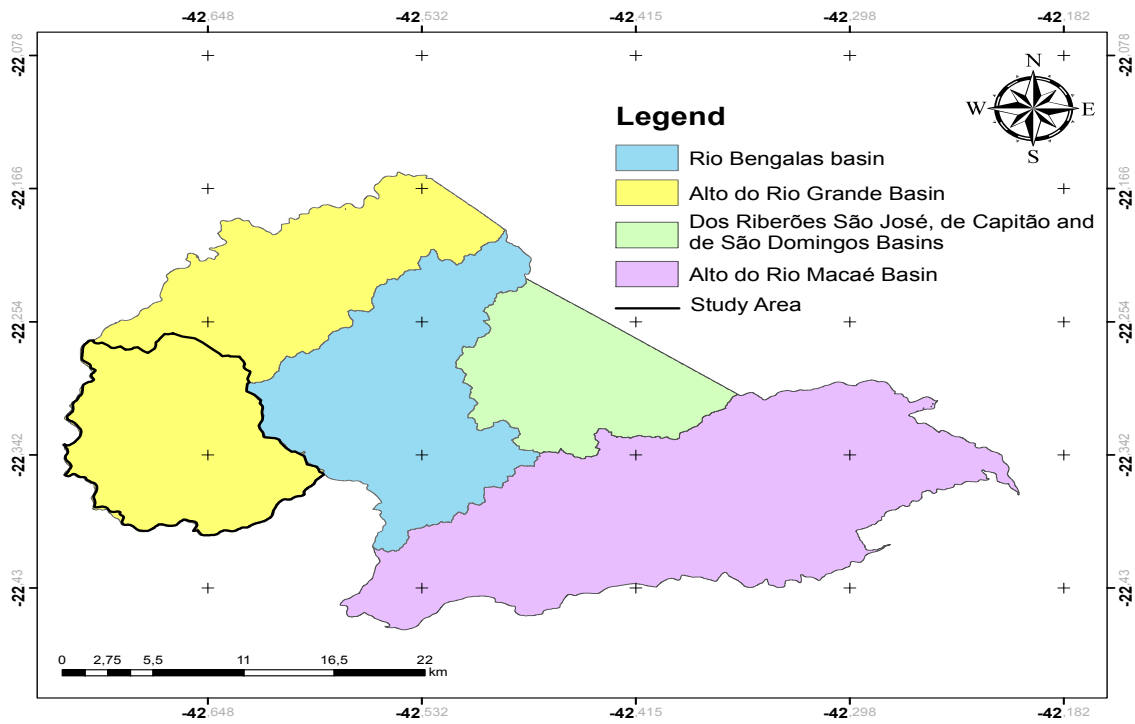 -42,648 -42,532 -42,415 -42,298 -42,182
-22,078 -22,078
N
W E
S
Legend
Rio Bengalas basin
-22,166 -22,166
Alto do Rio Grande Basin
Dos Riberões São José, de Capitão and
de São Domingos Basins
Alto do Rio Macaé Basin
Study Area
-22,254 -22,254
-22,342 -22,342
-22,43 -22,43
0 2,75 5,5 11 16,5 22
km
-42,648 -42,532 -42,415 -42,298 -42,182